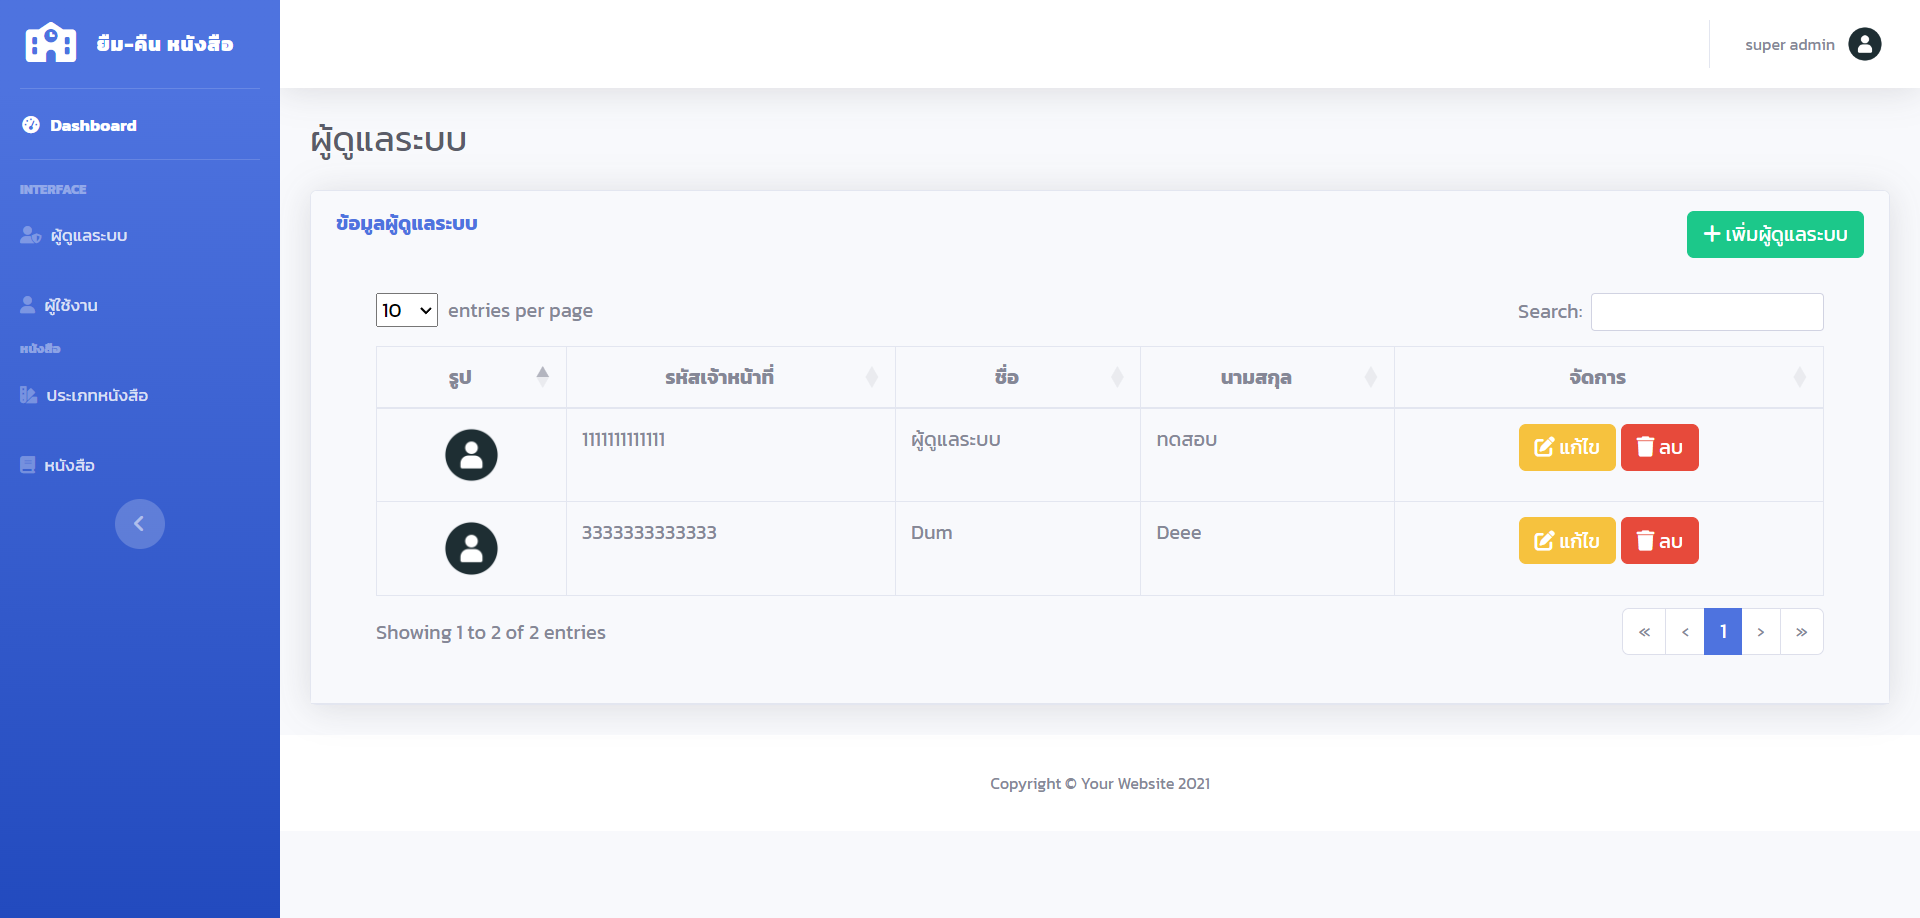 ยืม-คืน หนังสือ
super admin
Dashboard
INTERFACE
ผู้ดูแลระบบ
ผู้ใช้งาน
หนังสือ
ประเภทหนังสือ
หนังสือ
ผู้ดูแลระบบ
ข้อมูลผู้ดูแลระบบ
เพิ่มผู้ดูแลระบบ
10 entries per page
Search:
รูป รหัสเจ้าหน้าที่ ชื่อ นามสกุล จัดการ
1111111111111 ผู้ดูแลระบบ ทดสอบ แก้ไข ลบ
3333333333333 Dum Deee แก้ไข ลบ
Showing 1 to 2 of 2 entries
« ‹ 1 › »
Copyright © Your Website 2021